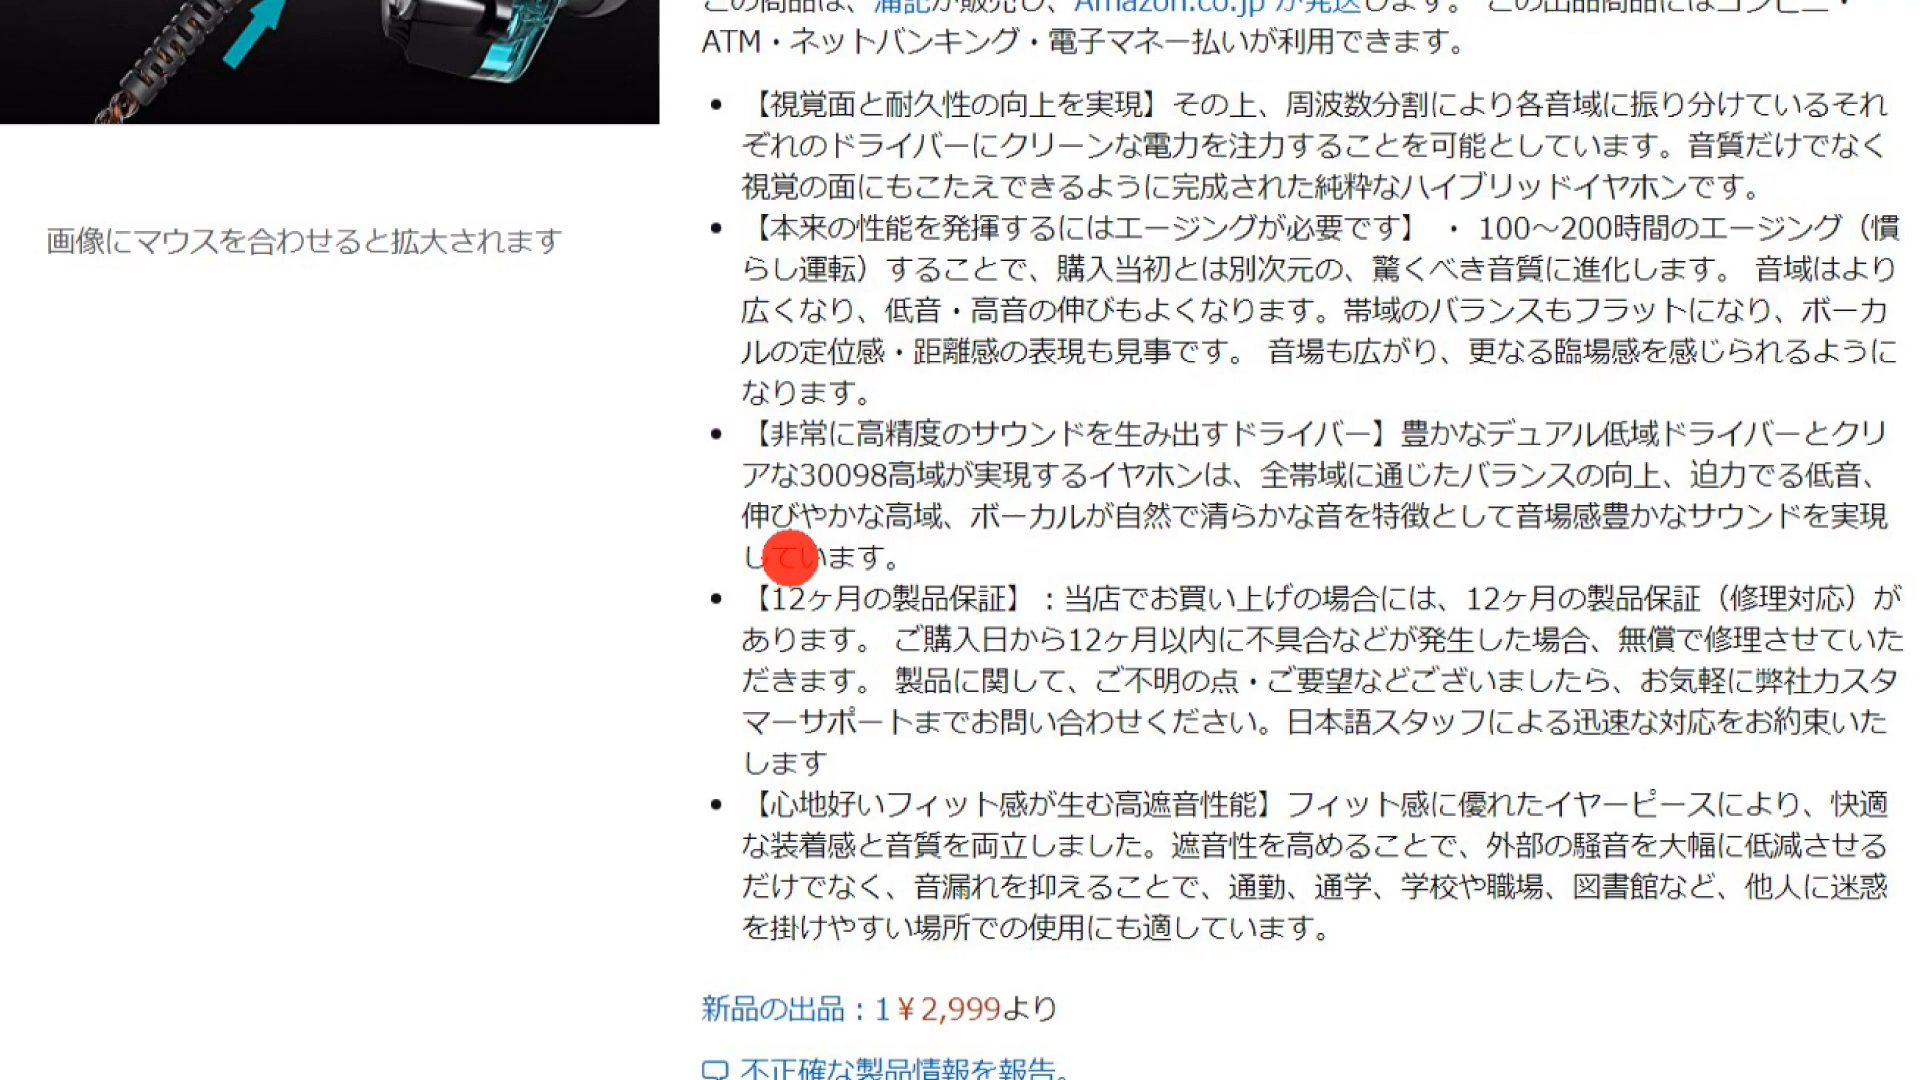 この商品は、蒲記が販売し、Amazon.co.jp が発送します。 この出品商品にはコンビニ・
ATM・ネットバンキング・電子マネー払いが利用できます。
• 【視覚面と耐久性の向上を実現】その上、周波数分割により各音域に振り分けているそれ
ぞれのドライバーにクリーンな電力を注力することを可能としています。音質だけでなく
視覚の面にもこたえできるように完成された純粋なハイブリッドイヤホンです。
画像にマウスを合わせると拡大されます
• 【本来の性能を発揮するにはエージングが必要です】 ・ 100～200時間のエージング（慣
らし運転）することで、購入当初とは別次元の、驚くべき音質に進化します。 音域はより
広くなり、低音・高音の伸びもよくなります。帯域のバランスもフラットになり、ボーカ
ルの定位感・距離感の表現も見事です。 音場も広がり、更なる臨場感を感じられるように
なります。
• 【非常に高精度のサウンドを生み出すドライバー】豊かなデュアル低域ドライバーとクリ
アな30098高域が実現するイヤホンは、全帯域に通じたバランスの向上、迫力でる低音、
伸びやかな高域、ボーカルが自然で清らかな音を特徴として音場感豊かなサウンドを実現
しています。
• 【12ヶ月の製品保証】：当店でお買い上げの場合には、12ヶ月の製品保証（修理対応）が
あります。 ご購入日から12ヶ月以内に不具合などが発生した場合、無償で修理させていた
だきます。 製品に関して、ご不明の点・ご要望などございましたら、お気軽に弊社カスタ
マーサポートまでお問い合わせください。日本語スタッフによる迅速な対応をお約束いた
します
• 【心地好いフィット感が生む高遮音性能】フィット感に優れたイヤーピースにより、快適
な装着感と音質を両立しました。遮音性を高めることで、外部の騒音を大幅に低減させる
だけでなく、音漏れを抑えることで、通勤、通学、学校や職場、図書館など、他人に迷惑
を掛けやすい場所での使用にも適しています。
新品の出品：1￥2,999より
不正確な製品情報を報告。